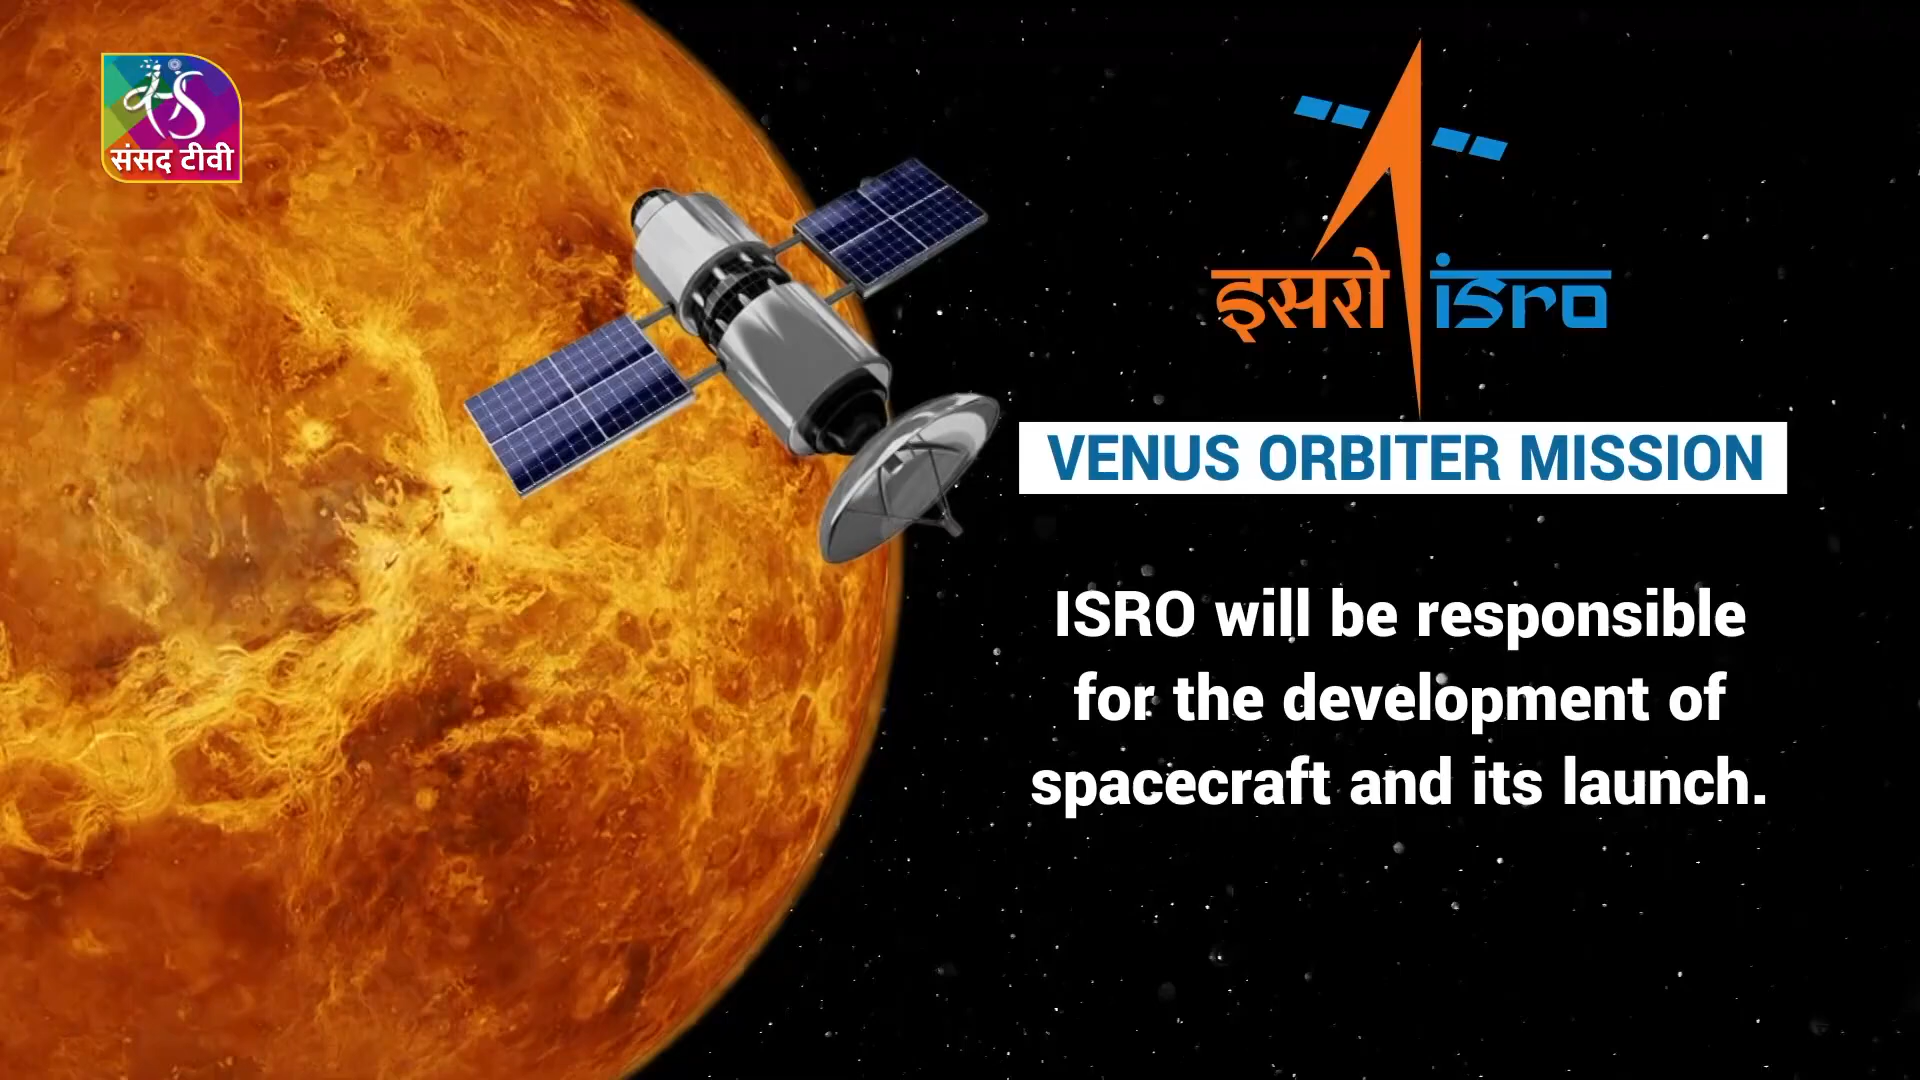 संसद टीवी
इसरो isro
VENUS ORBITER MISSION
ISRO will be responsible
for the development of
spacecraft and its launch.